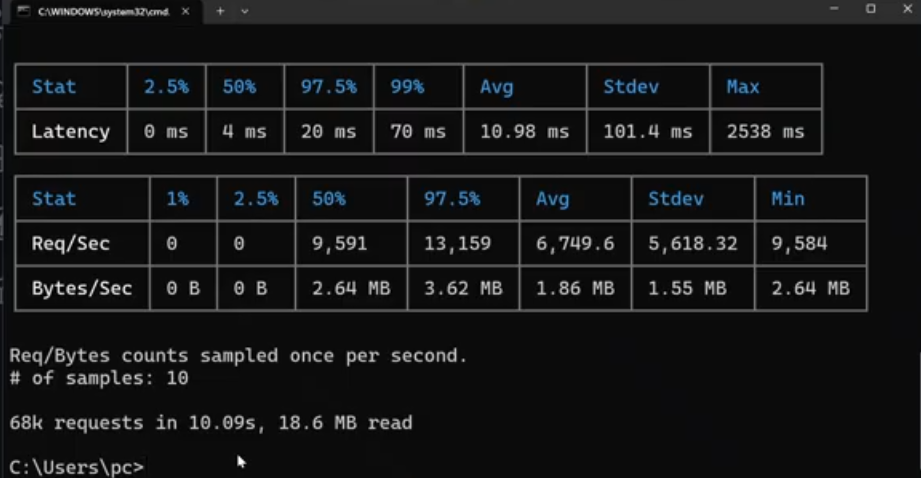 C:\WINDOWS\system32\cmd.
Stat 2.5% 50% 97.5% 99% Avg Stdev Max
Latency 0 ms 4 ms 20 ms 70 ms 10.98 ms 101.4 ms 2538 ms
Stat 1% 2.5% 50% 97.5% Avg Stdev Min
Req/Sec 0 0 9,591 13,159 6,749.6 5,618.32 9,584
Bytes/Sec 0 B 0 B 2.64 MB 3.62 MB 1.86 MB 1.55 MB 2.64 MB
Req/Bytes counts sampled once per second.
# of samples: 10
68k requests in 10.09s, 18.6 MB read
C:\Users\pc>